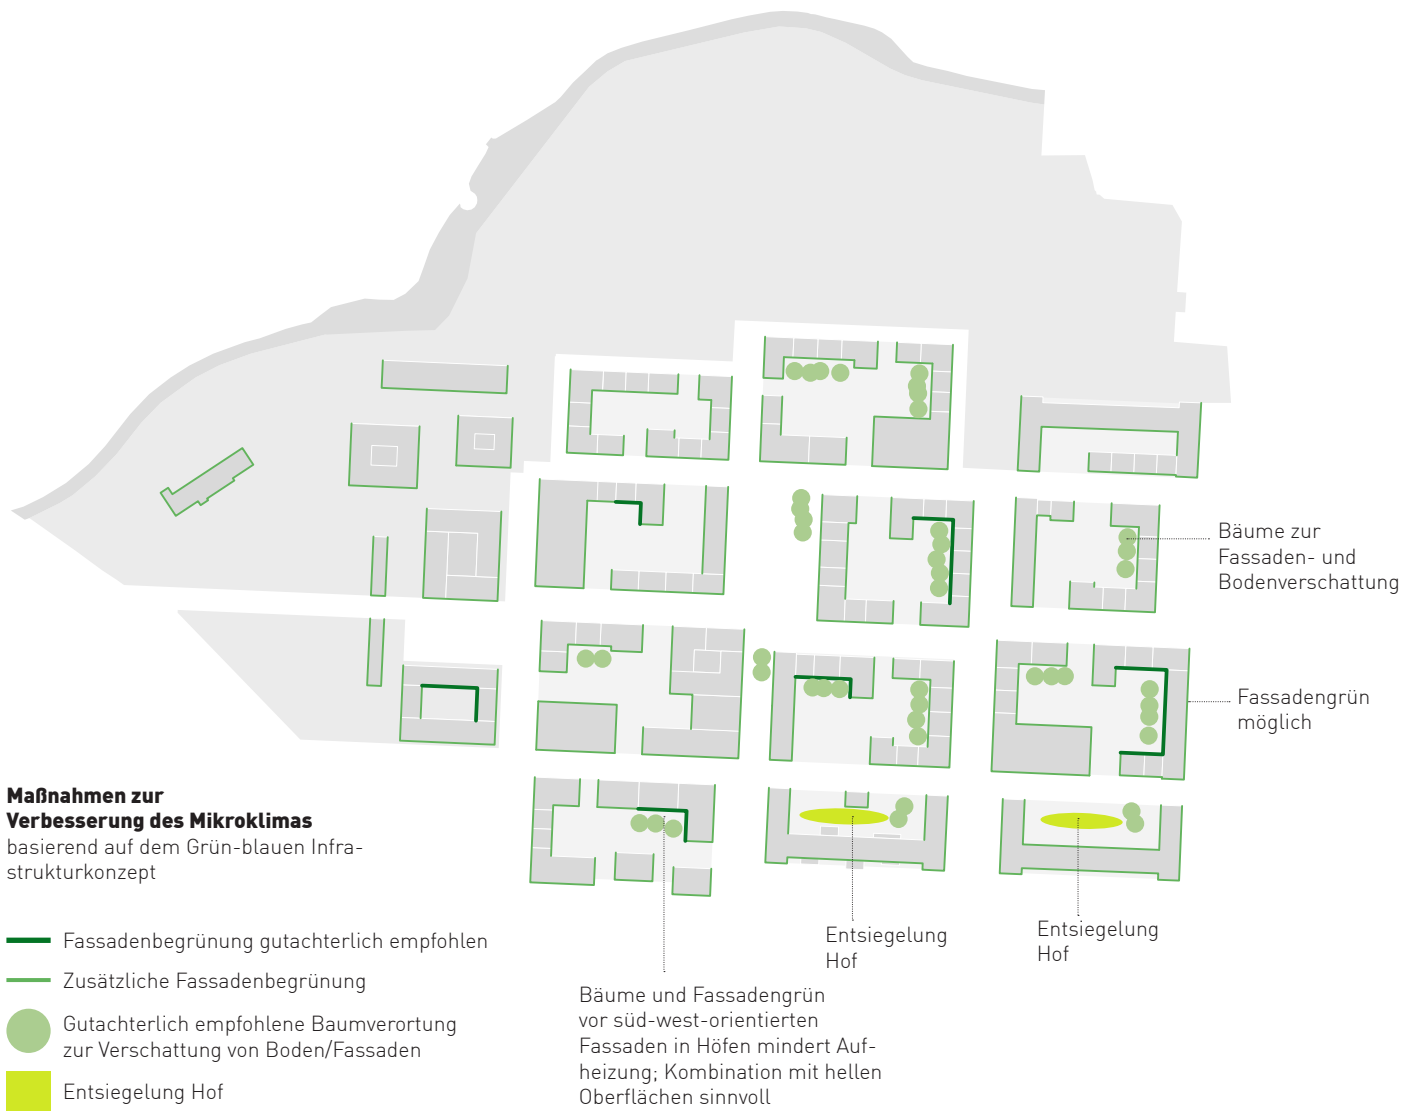 Bäume zur
Fassaden- und
Bodenverschattung
Fassadengrün
möglich
Maßnahmen zur
Verbesserung des Mikroklimas
basierend auf dem Grün-blauen Infra-
strukturkonzept
Fassadenbegrünung gutachterlich empfohlen
Zusätzliche Fassadenbegrünung
Gutachterlich empfohlene Baumverortung
zur Verschattung von Boden/Fassaden
Entsiegelung Hof
Bäume und Fassadengrün
vor süd-west-orientierten
Fassaden in Höfen mindert Auf-
heizung; Kombination mit hellen
Oberflächen sinnvoll
Entsiegelung
Hof
Entsiegelung
Hof